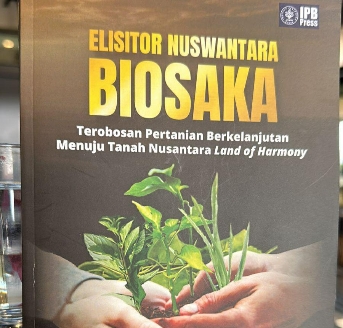 IPB
Press
ELISITOR NUSWANTARA
BIOSAKA
Terobosan Pertanian Berkelanjutan
Menuju Tanah Nusantara Land of Harmony